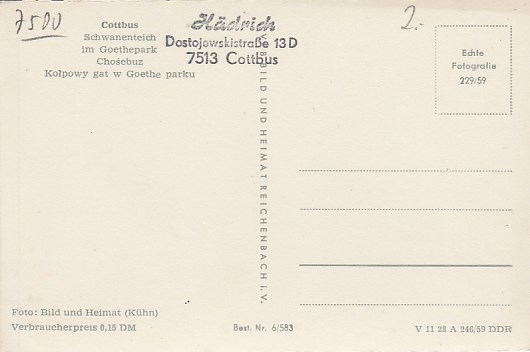 7500
Cottbus
Schwanenteich
im Goethepark
Chośebuz
Kołpowy gat w Goethe parku
Hädrich
Dostojewskistraße 13 D
7513 Cottbus
2.-
Echte
Fotografie
229/59
BILD UND HEIMAT REICHENBACH i. V.
Foto: Bild und Heimat (Kühn)
Verbraucherpreis 0,15 DM
Best. Nr. 6/583
V 11 28 A 246/59 DDR